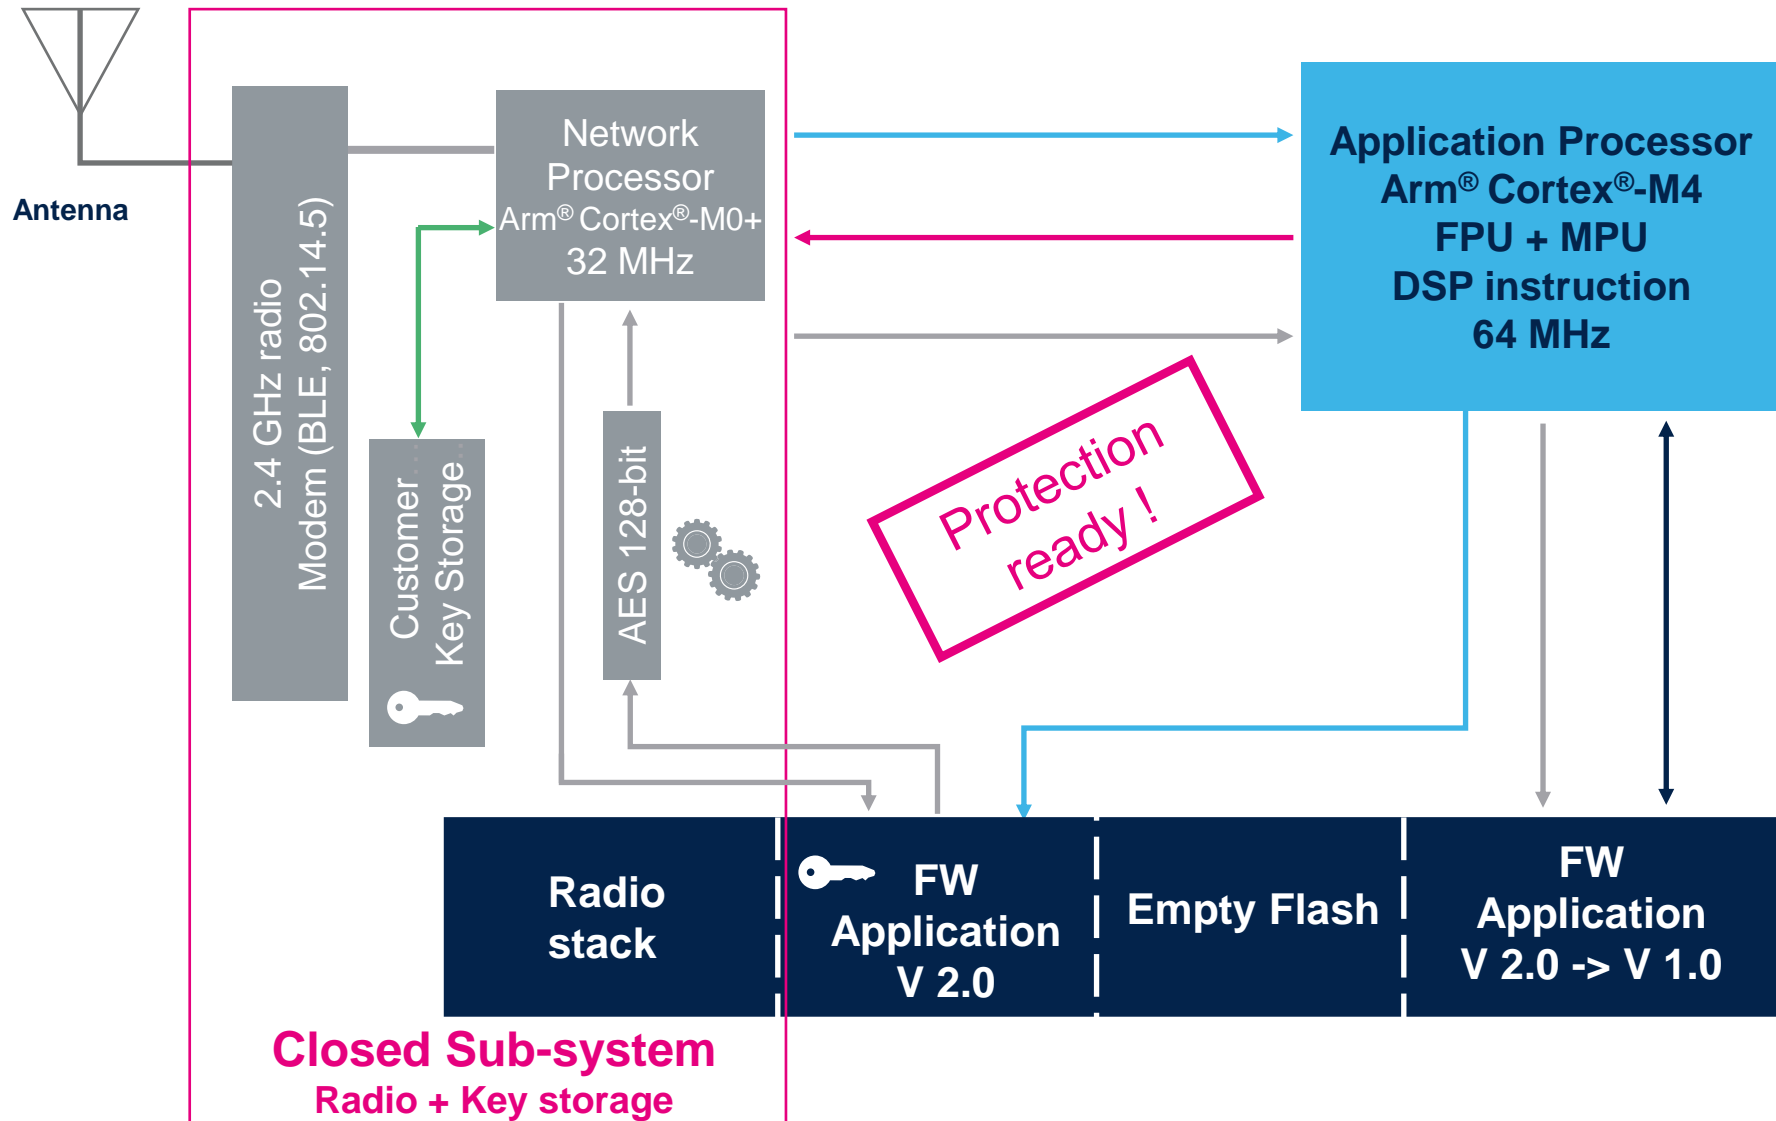 Antenna
2.4 GHz radio
Modem (BLE, 802.14.5)
Network
Processor
Arm® Cortex®-M0+
32 MHz
Customer
Key Storage
AES 128-bit
Application Processor
Arm® Cortex®-M4
FPU + MPU
DSP instruction
64 MHz
Protection
ready !
Radio
stack
FW
Application
V 2.0
Empty Flash
FW
Application
V 2.0 -> V 1.0
Closed Sub-system
Radio + Key storage